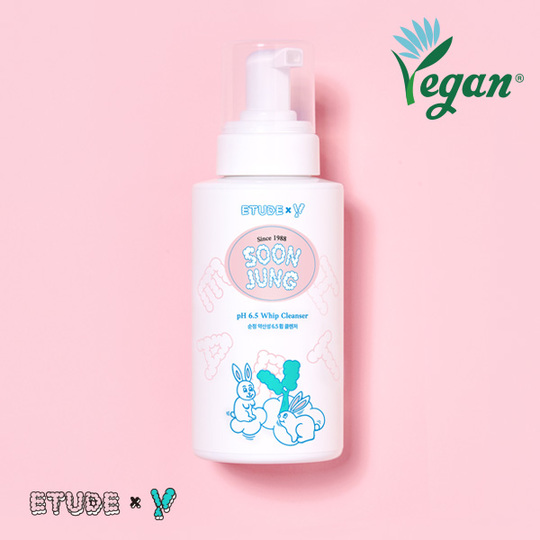 Vegan®
ETUDE x
Since 1988
SOON
JUNG
pH 6.5 Whip Cleanser
순정 약산성 6.5 휩 클렌저
ETUDE x